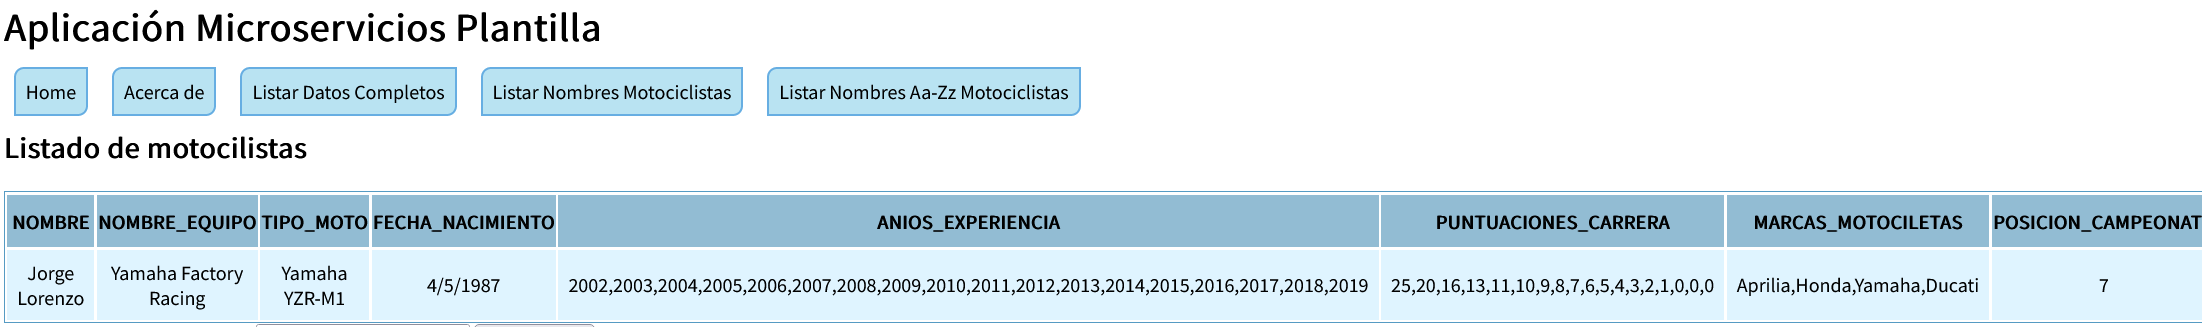 Aplicación Microservicios Plantilla
Home Acerca de Listar Datos Completos Listar Nombres Motociclistas Listar Nombres Aa-Zz Motociclistas
Listado de motocilistas
NOMBRE NOMBRE_EQUIPO TIPO_MOTO FECHA_NACIMIENTO ANIOS_EXPERIENCIA PUNTUACIONES_CARRERA MARCAS_MOTOCILETAS POSICION_CAMPEONAT
Jorge Lorenzo Yamaha Factory Racing Yamaha YZR-M1 4/5/1987 2002,2003,2004,2005,2006,2007,2008,2009,2010,2011,2012,2013,2014,2015,2016,2017,2018,2019 25,20,16,13,11,10,9,8,7,6,5,4,3,2,1,0,0,0 Aprilia,Honda,Yamaha,Ducati 7